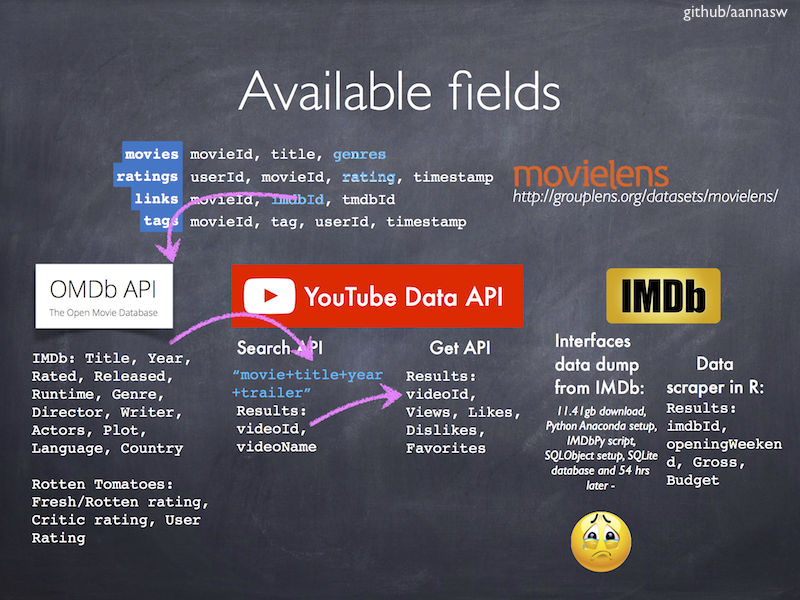 github/aannasw
Available fields
movies movieId, title, genres
ratings userId, movieId, rating, timestamp
links movieId, imdbId, tmdbId
tags movieId, tag, userId, timestamp
movielens
http://grouplens.org/datasets/movielens/
OMDb API
The Open Movie Database
IMDb: Title, Year,
Rated, Released,
Runtime, Genre,
Director, Writer,
Actors, Plot,
Language, Country
Rotten Tomatoes:
Fresh/Rotten rating,
Critic rating, User
Rating
YouTube Data API
Search API
“movie+title+year
+trailer”
Results:
videoId,
videoName
Get API
Results:
videoId,
Views, Likes,
Dislikes,
Favorites
IMDb
Interfaces
data dump
from IMDb:
11.41gb download,
Python Anaconda setup,
IMDbPy script,
SQLObject setup, SQLite
database and 54 hrs
later -
Data
scraper in R:
Results:
imdbId,
openingWeeken
d, Gross,
Budget